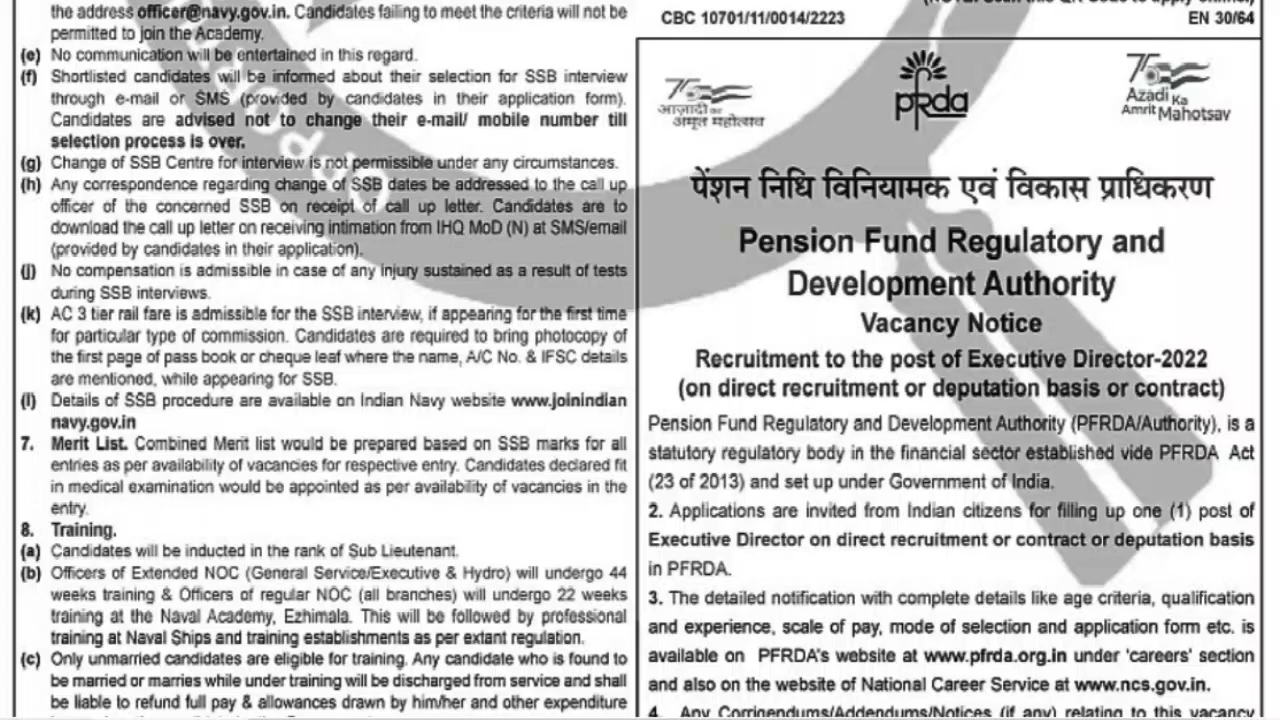 the address officer@navy.gov.in. Candidates failing to meet the criteria will not be
permitted to join the Academy.
(e) No communication will be entertained in this regard.
(f) Shortlisted candidates will be informed about their selection for SSB interview
through e-mail or SMS (provided by candidates in their application form).
Candidates are advised not to change their e-mail/ mobile number till
selection process is over.
(g) Change of SSB Centre for interview is not permissible under any circumstances.
(h) Any correspondence regarding change of SSB dates be addressed to the call up
officer of the concerned SSB on receipt of call up letter. Candidates are to
download the call up letter on receiving intimation from IHQ MoD (N) at SMS/email
(provided by candidates in their application).
(j) No compensation is admissible in case of any Injury sustained as a result of tests
during SSB interviews.
(k) AC 3 tier rail fare is admissible for the SSB interview, if appearing for the first time
for particular type of commission. Candidates are required to bring photocopy of
the first page of pass book or cheque leaf where the name, A/C No. & IFSC details
are mentioned, while appearing for SSB.
(l) Details of SSB procedure are available on Indian Navy website www.joinindian
navy.gov.in
7. Merit List. Combined Merit list would be prepared based on SSB marks for all
entries as per availability of vacancies for respective entry. Candidates declared fit
in medical examination would be appointed as per availability of vacancies in the
entry.
8. Training.
(a) Candidates will be inducted in the rank of Sub Lieutenant.
(b) Officers of Extended NOC (General Service/Executive & Hydro) will undergo 44
weeks training & Officers of regular NOC (all branches) will undergo 22 weeks
training at the Naval Academy, Ezhimala. This will be followed by professional
training at Naval Ships and training establishments as per extant regulation.
(c) Only unmarried candidates are eligible for training. Any candidate who is found to
be married or marries while under training will be discharged from service and shall
be liable to refund full pay & allowances drawn by him/her and other expenditure
CBC 10701/11/0014/2223
EN 30/64
आज़ादी का
अमृत महोत्सव
pfrda
Azadi Ka
Amrit Mahotsav
पेंशन निधि विनियामक एवं विकास प्राधिकरण
Pension Fund Regulatory and
Development Authority
Vacancy Notice
Recruitment to the post of Executive Director-2022
(on direct recruitment or deputation basis or contract)
Pension Fund Regulatory and Development Authority (PFRDA/Authority), is a
statutory regulatory body in the financial sector established vide PFRDA Act
(23 of 2013) and set up under Government of India.
2. Applications are invited from Indian citizens for filling up one (1) post of
Executive Director on direct recruitment or contract or deputation basis
in PFRDA.
3. The detailed notification with complete details like age criteria, qualification
and experience, scale of pay, mode of selection and application form etc. is
available on PFRDA's website at www.pfrda.org.in under 'careers' section
and also on the website of National Career Service at www.ncs.gov.in.
4. Any Corrigendums/Addendums/Notices (if any) relating to this vacancy